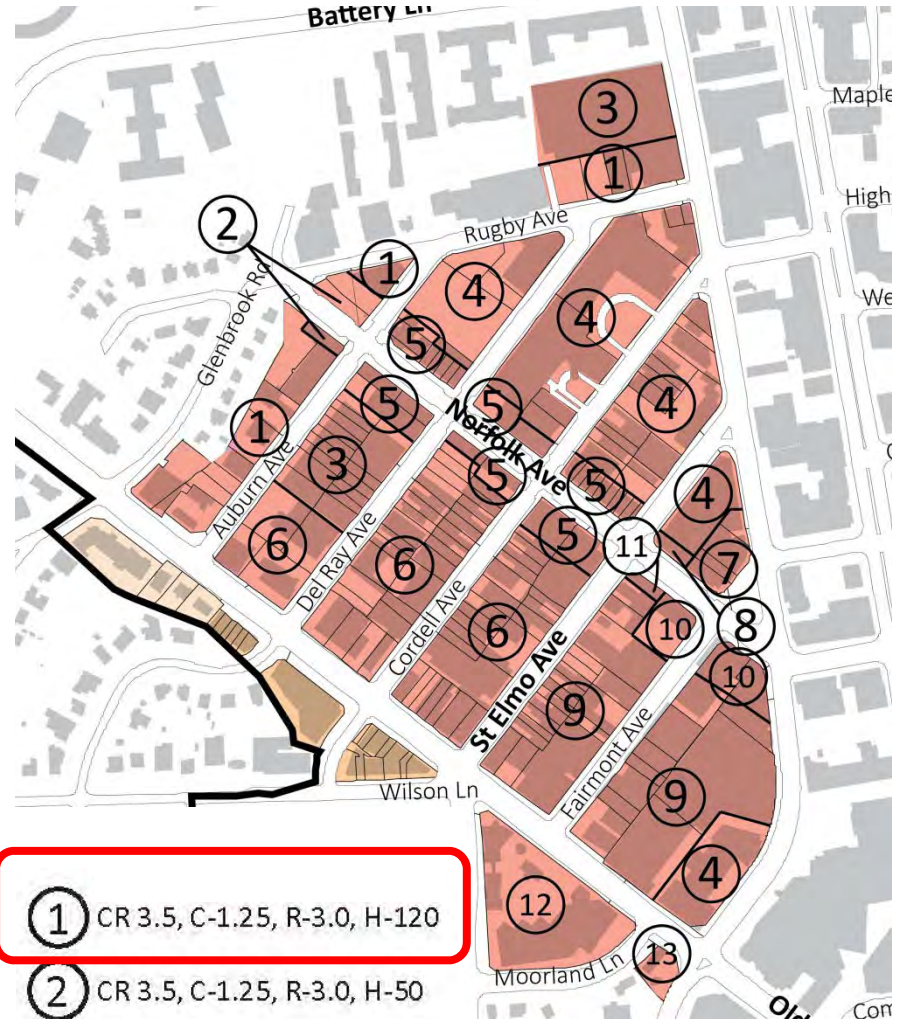 Battery Ln
Maple
3
1
High
Rugby Ave
2
1
We
4
4
Glenbrook Rd
5
4
5
5
Norfolk Ave
1
3
5
5
4
Auburn Ave
5
11
6
Del Ray Ave
6
7
Cordell Ave
6
10
8
10
St Elmo Ave
9
Fairmont Ave
Wilson Ln
9
4
12
1 CR 3.5, C-1.25, R-3.0, H-120
13
Moorland Ln
2 CR 3.5, C-1.25, R-3.0, H-50
Old
Com